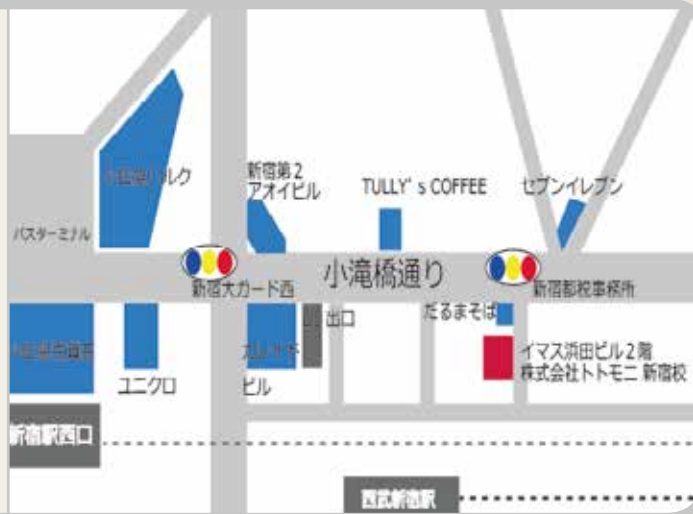 新宿第2
アオイビル
TULLY's COFFEE
セブンイレブン
バスターミナル
小滝橋通り
新宿大ガード西
新宿都税事務所
出口
だるまそば
ユニクロ
ビル
イマス浜田ビル2階
株式会社トトモニ 新宿校
新宿駅西口
西武新宿駅